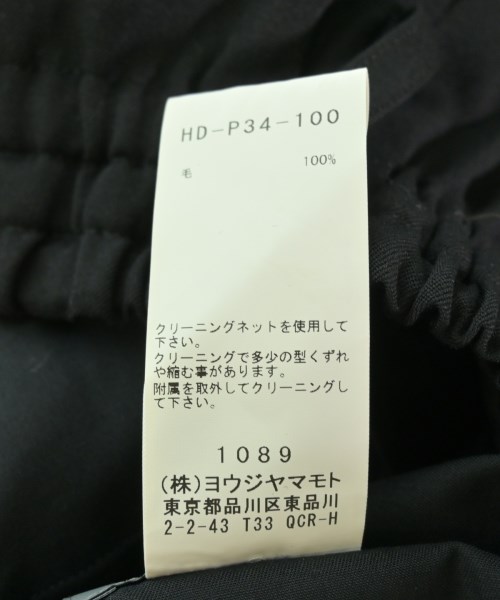 HD-P34-100
毛 100%
クリーニングネットを使用して
下さい。
クリーニングで多少の型くずれ
や縮む事があります。
附属を取外してクリーニングし
て下さい。
1089
(株)ヨウジヤマモト
東京都品川区東品川
2-2-43 T33 QCR-H